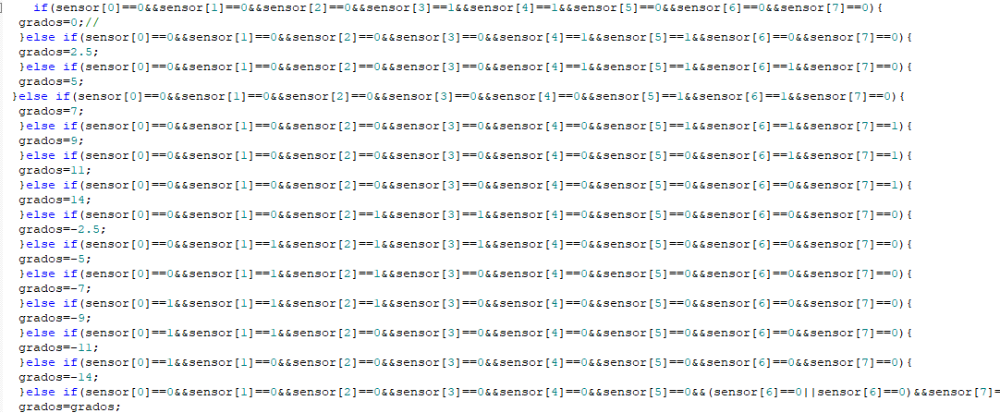 if(sensor[0]==0&&sensor[1]==0&&sensor[2]==0&&sensor[3]==1&&sensor[4]==1&&sensor[5]==0&&sensor[6]==0&&sensor[7]==0){
grados=0;//
}else if(sensor[0]==0&&sensor[1]==0&&sensor[2]==0&&sensor[3]==0&&sensor[4]==1&&sensor[5]==1&&sensor[6]==0&&sensor[7]==0){
grados=2.5;
}else if(sensor[0]==0&&sensor[1]==0&&sensor[2]==0&&sensor[3]==0&&sensor[4]==1&&sensor[5]==1&&sensor[6]==1&&sensor[7]==0){
grados=5;
}else if(sensor[0]==0&&sensor[1]==0&&sensor[2]==0&&sensor[3]==0&&sensor[4]==0&&sensor[5]==1&&sensor[6]==1&&sensor[7]==0){
grados=7;
}else if(sensor[0]==0&&sensor[1]==0&&sensor[2]==0&&sensor[3]==0&&sensor[4]==0&&sensor[5]==1&&sensor[6]==1&&sensor[7]==1){
grados=9;
}else if(sensor[0]==0&&sensor[1]==0&&sensor[2]==0&&sensor[3]==0&&sensor[4]==0&&sensor[5]==0&&sensor[6]==1&&sensor[7]==1){
grados=11;
}else if(sensor[0]==0&&sensor[1]==0&&sensor[2]==0&&sensor[3]==0&&sensor[4]==0&&sensor[5]==0&&sensor[6]==0&&sensor[7]==1){
grados=14;
}else if(sensor[0]==0&&sensor[1]==0&&sensor[2]==1&&sensor[3]==1&&sensor[4]==0&&sensor[5]==0&&sensor[6]==0&&sensor[7]==0){
grados=-2.5;
}else if(sensor[0]==0&&sensor[1]==1&&sensor[2]==1&&sensor[3]==1&&sensor[4]==0&&sensor[5]==0&&sensor[6]==0&&sensor[7]==0){
grados=-5;
}else if(sensor[0]==0&&sensor[1]==1&&sensor[2]==1&&sensor[3]==0&&sensor[4]==0&&sensor[5]==0&&sensor[6]==0&&sensor[7]==0){
grados=-7;
}else if(sensor[0]==1&&sensor[1]==1&&sensor[2]==1&&sensor[3]==0&&sensor[4]==0&&sensor[5]==0&&sensor[6]==0&&sensor[7]==0){
grados=-9;
}else if(sensor[0]==1&&sensor[1]==1&&sensor[2]==0&&sensor[3]==0&&sensor[4]==0&&sensor[5]==0&&sensor[6]==0&&sensor[7]==0){
grados=-11;
}else if(sensor[0]==1&&sensor[1]==0&&sensor[2]==0&&sensor[3]==0&&sensor[4]==0&&sensor[5]==0&&sensor[6]==0&&sensor[7]==0){
grados=-14;
}else if(sensor[0]==0&&sensor[1]==0&&sensor[2]==0&&sensor[3]==0&&sensor[4]==0&&sensor[5]==0&&(sensor[6]==0||sensor[6]==0)&&sensor[7]=
grados=grados;